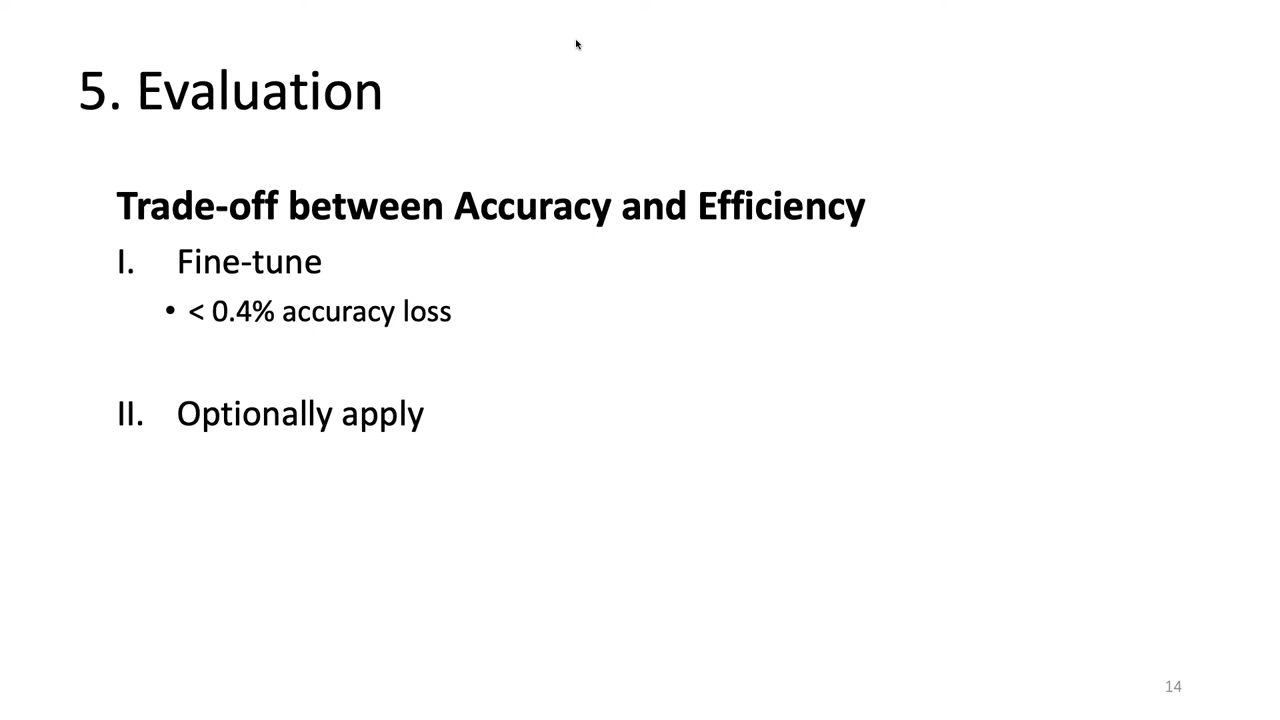 5. Evaluation
Trade-off between Accuracy and Efficiency
I. Fine-tune
• < 0.4% accuracy loss
II. Optionally apply
14